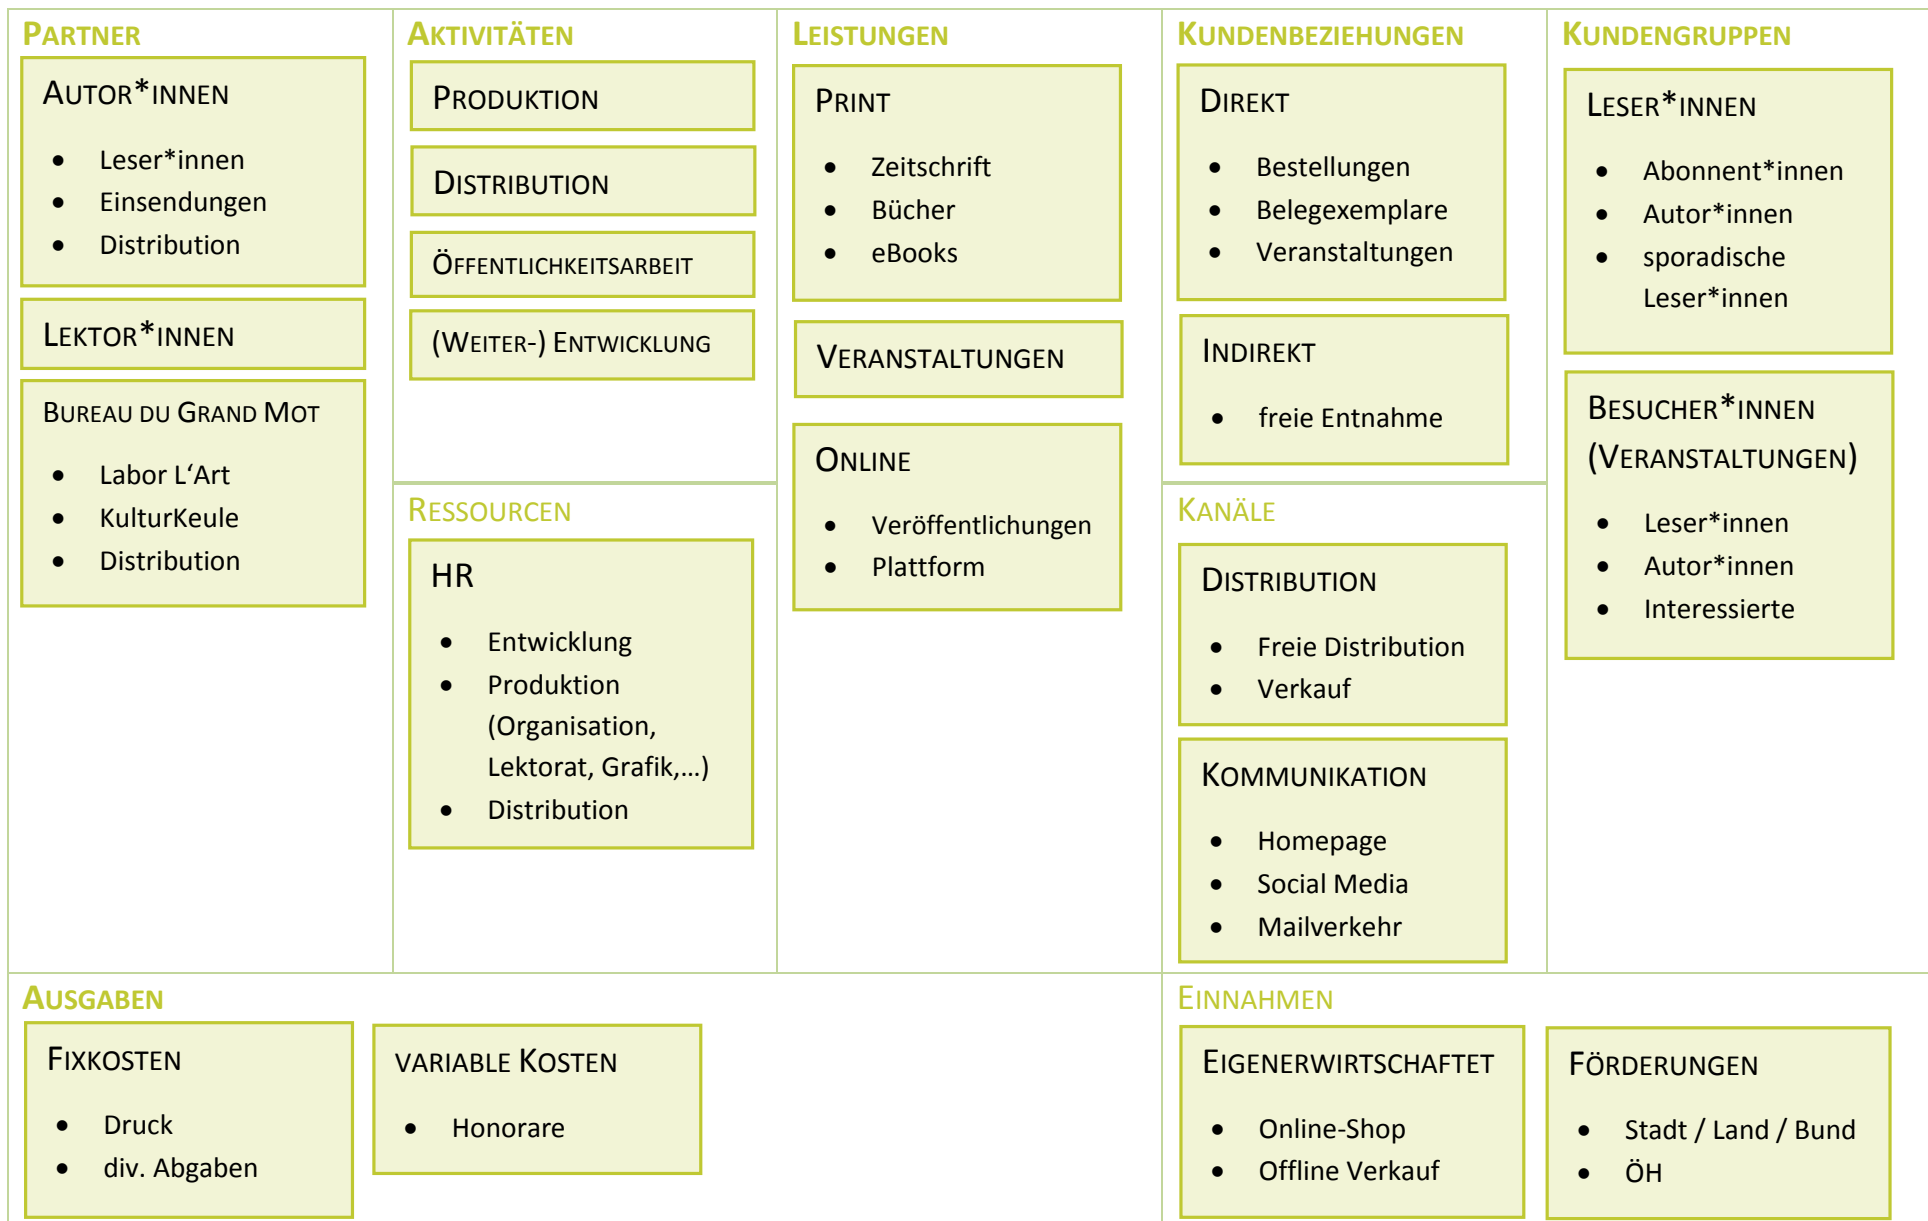 PARTNER
AUTOR*INNEN
• Leser*innen
• Einsendungen
• Distribution
LEKTOR*INNEN
BUREAU DU GRAND MOT
• Labor L‘Art
• KulturKeule
• Distribution
AKTIVITÄTEN
PRODUKTION
DISTRIBUTION
ÖFFENTLICHKEITSARBEIT
(WEITER-) ENTWICKLUNG
RESSOURCEN
HR
• Entwicklung
• Produktion
(Organisation,
Lektorat, Grafik,…)
• Distribution
LEISTUNGEN
PRINT
• Zeitschrift
• Bücher
• eBooks
VERANSTALTUNGEN
ONLINE
• Veröffentlichungen
• Plattform
KUNDENBEZIEHUNGEN
DIREKT
• Bestellungen
• Belegexemplare
• Veranstaltungen
INDIREKT
• freie Entnahme
KANÄLE
DISTRIBUTION
• Freie Distribution
• Verkauf
KOMMUNIKATION
• Homepage
• Social Media
• Mailverkehr
KUNDENGRUPPEN
LESER*INNEN
• Abonnent*innen
• Autor*innen
• sporadische
Leser*innen
BESUCHER*INNEN
(VERANSTALTUNGEN)
• Leser*innen
• Autor*innen
• Interessierte
AUSGABEN
FIXKOSTEN
• Druck
• div. Abgaben
VARIABLE KOSTEN
• Honorare
EINNAHMEN
EIGENERWIRTSCHAFTET
• Online-Shop
• Offline Verkauf
FÖRDERUNGEN
• Stadt / Land / Bund
• ÖH